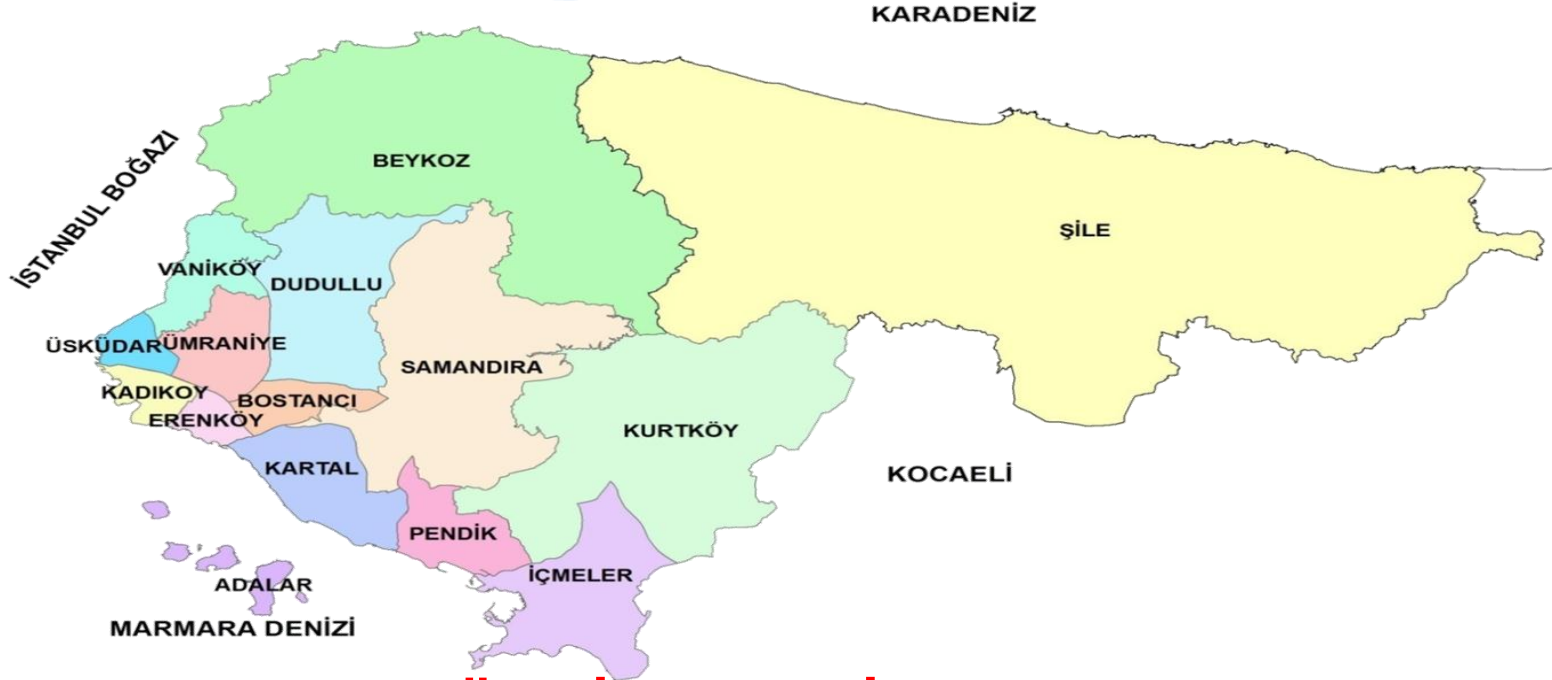 KARADENİZ
İSTANBUL BOĞAZI
BEYKOZ
ŞİLE
VANİKÖY
DUDULLU
ÜSKÜDAR
ÜMRANİYE
SAMANDIRA
KADIKOY
BOSTANCI
ERENKÖY
KURTKÖY
KARTAL
KOCAELİ
PENDİK
İÇMELER
ADALAR
MARMARA DENİZİ